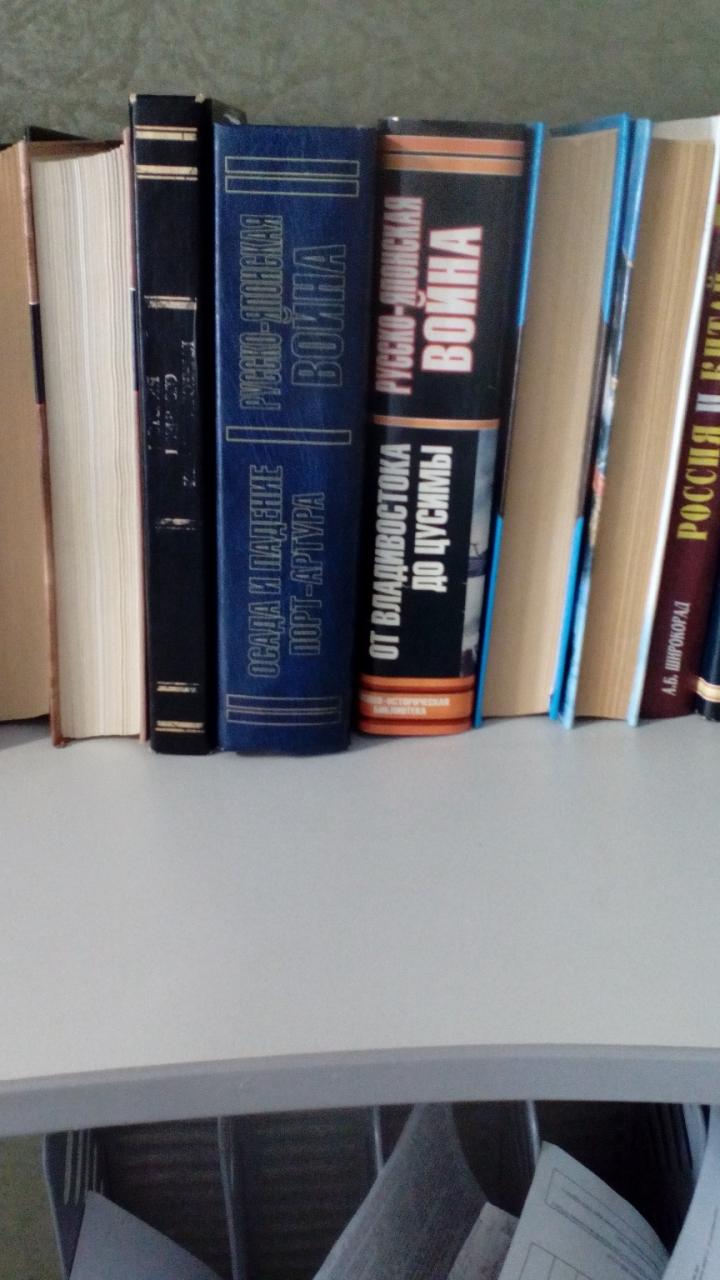 РУССКО-ЯПОНСКАЯ
ВОЙНА
ОСАДА И ПАДЕНИЕ
ПОРТ-АРТУРА
РУССКО-ЯПОНСКАЯ
ВОЙНА
ОТ ВЛАДИВОСТОКА
ДО ЦУСИМЫ
ИСТОРИЧЕСКАЯ
БИБЛИОТЕКА
РОССИЯ И КИТАЙ
А.Б. ШИРОКОРАД